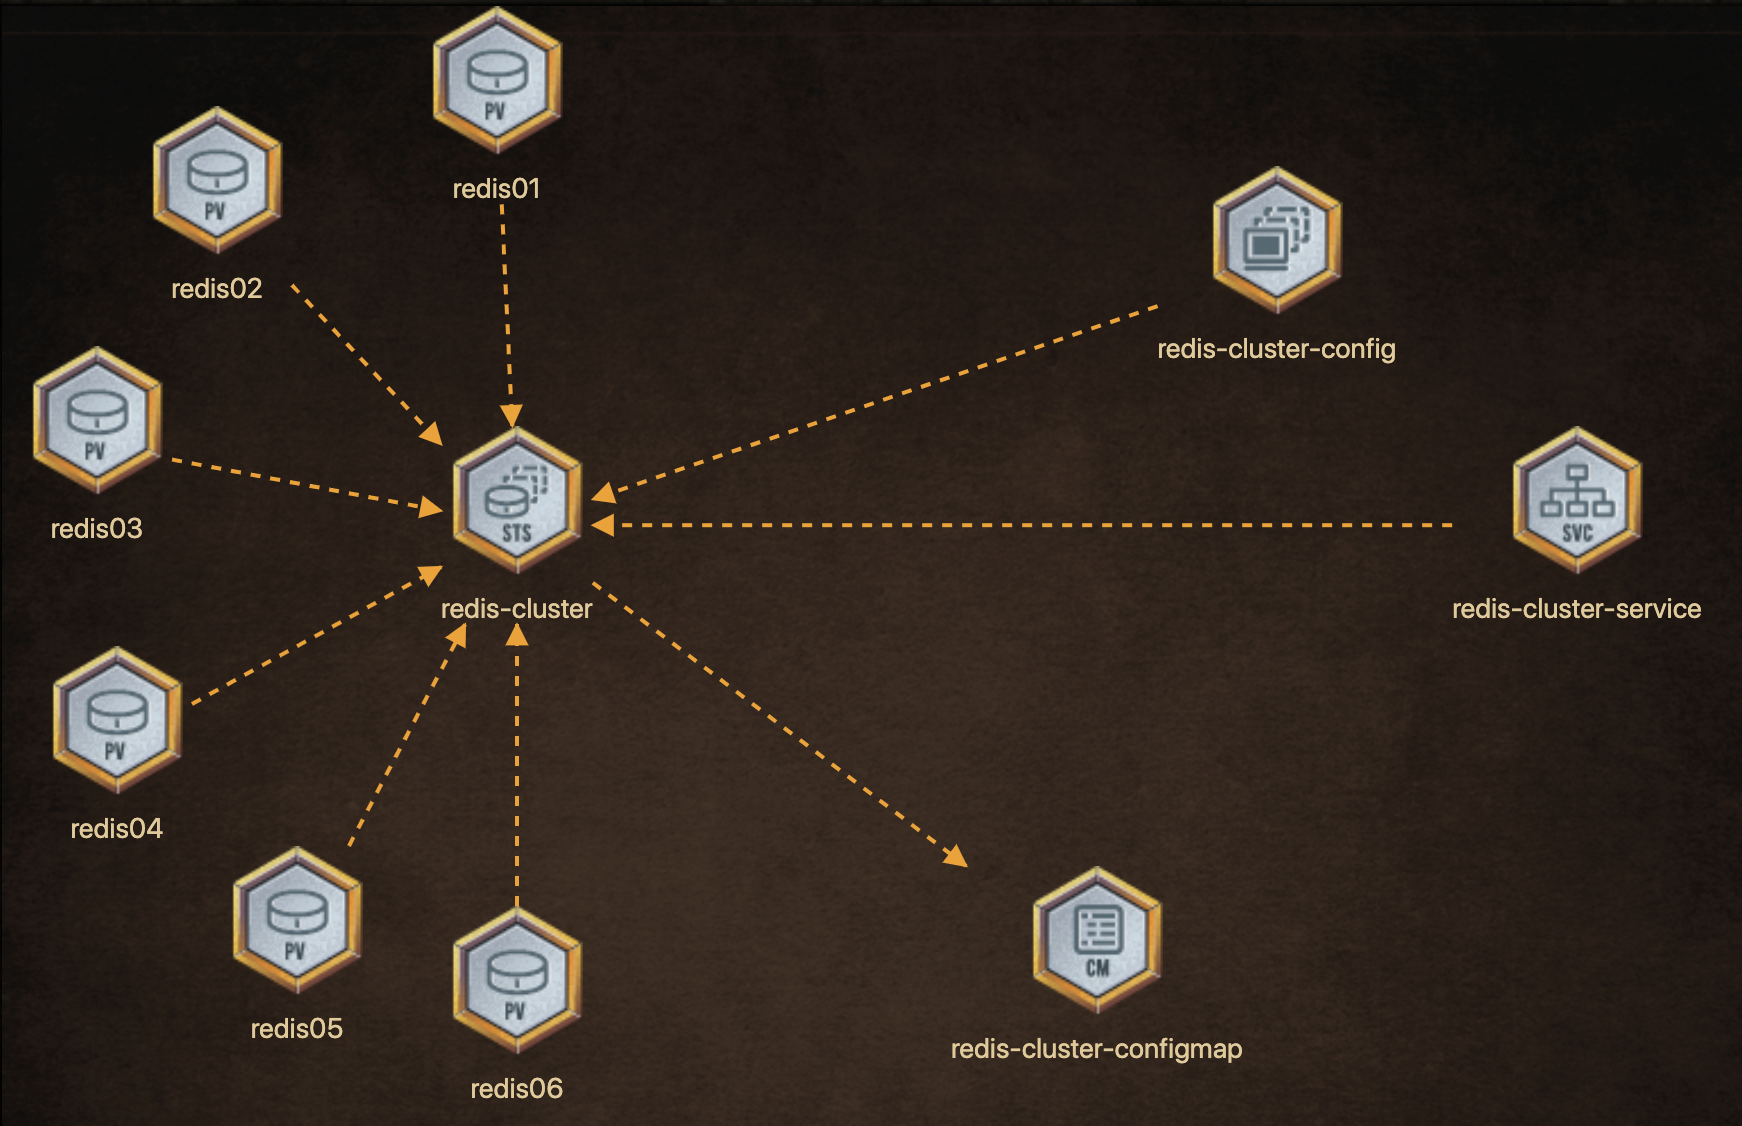 PV
redis01
PV
redis02
redis-cluster-config
PV
redis03
STS
redis-cluster
SVC
redis-cluster-service
PV
redis04
PV
redis05
PV
redis06
CM
redis-cluster-configmap